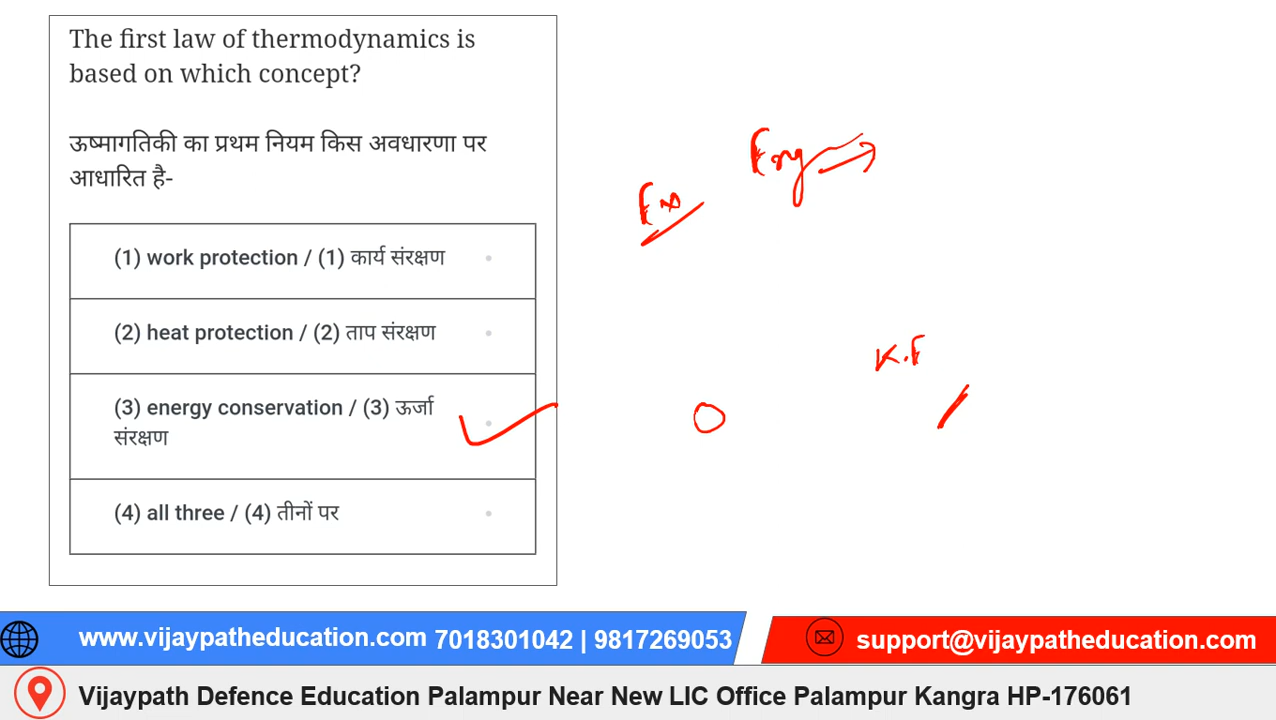 The first law of thermodynamics is
based on which concept?
ऊष्मागतिकी का प्रथम नियम किस अवधारणा पर
आधारित है-
(1) work protection / (1) कार्य संरक्षण
(2) heat protection / (2) ताप संरक्षण
(3) energy conservation / (3) ऊर्जा
संरक्षण
(4) all three / (4) तीनों पर
K.E
www.vijaypatheducation.com 7018301042 | 9817269053
support@vijaypatheducation.com
Vijaypath Defence Education Palampur Near New LIC Office Palampur Kangra HP-176061